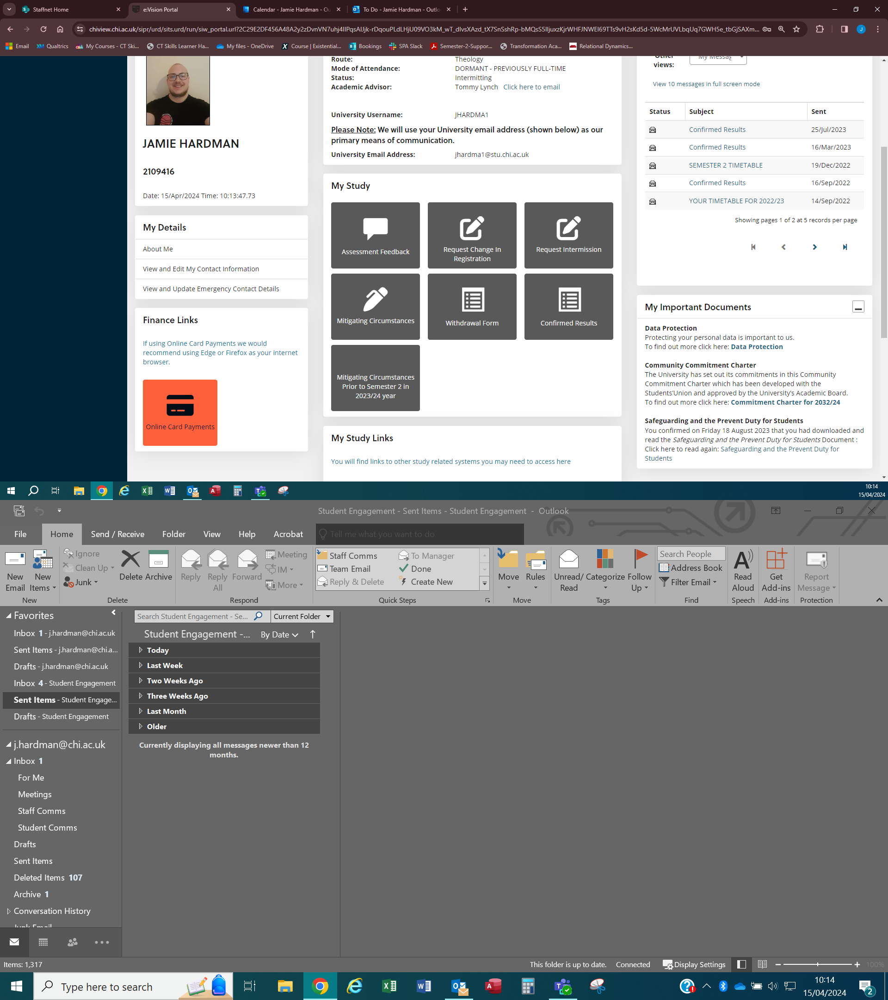 Staffnet Home
e:Vision Portal
Calendar - Jamie Hardman - Ou
To Do - Jamie Hardman - Outlo
chiview.chi.ac.uk/sipr/urd/sits.urd/run/siw_portal.url?
Email
Qualtrics
My Courses - CT Ski...
CT Skills Learner Ha...
My files - OneDrive
Course | Existential...
Bookings
SPA Slack
Semester-2-Suppor...
Transformation Aca...
Relational Dynamics...
JAMIE HARDMAN
2109416
Date: 15/Apr/2024 Time: 10:13:47.73
My Details
About Me
View and Edit My Contact Information
View and Update Emergency Contact Details
Finance Links
If using Online Card Payments we would
recommend using Edge or Firefox as your internet
browser.
Online Card Payments
Route: Theology
Mode of Attendance: DORMANT - PREVIOUSLY FULL-TIME
Status: Intermitting
Academic Advisor: Tommy Lynch Click here to email
University Username: JHARDMA1
Please Note: We will use your University email address (shown below) as our
primary means of communication.
University Email Address: jhardma1@stu.chi.ac.uk
My Study
Assessment Feedback
Request Change In
Registration
Request Intermission
Mitigating Circumstances
Withdrawal Form
Confirmed Results
Mitigating Circumstances
Prior to Semester 2 in
2023/24 year
My Study Links
You will find links to other study related systems you may need to access here
Other
views:
My Messag
View 10 messages in full screen mode
Status Subject Sent
Confirmed Results 25/Jul/2023
Confirmed Results 16/Mar/2023
SEMESTER 2 TIMETABLE 19/Dec/2022
Confirmed Results 16/Sep/2022
YOUR TIMETABLE FOR 2022/23 14/Sep/2022
Showing pages 1 of 2 at 5 records per page
My Important Documents
Data Protection
Protecting your personal data is important to us.
To find out more click here: Data Protection
Community Commitment Charter
The University has set out its commitments in this Community
Commitment Charter which has been developed with the
Students'Union and approved by the University's Academic Board.
To find out more click here: Commitment Charter for 2032/24
Safeguarding and the Prevent Duty for Students
You confirmed on Friday 18 August 2023 that you had downloaded and
read the Safeguarding and the Prevent Duty for Students Document :
Click here to read again: Safeguarding and the Prevent Duty for
Students
10:14
15/04/2024
Student Engagement - Sent Items - Student Engagement - Outlook
File Home Send / Receive Folder View Help Acrobat Tell me what you want to do
New
Email
New
Items
New
Ignore
Clean Up
Junk
Delete
Archive
Delete
Reply
Reply
All
Forward
Meeting
IM
More
Respond
Staff Comms
Team Email
Reply & Delete
To Manager
Done
Create New
Quick Steps
Move
Rules
Move
Unread/
Read
Categorize
Follow
Up
Tags
Search People
Address Book
Filter Email
Find
Read
Aloud
Speech
Get
Add-ins
Add-ins
Report
Message
Protection
Favorites
Inbox 1 - j.hardman@chi.ac.uk
Sent Items - j.hardman@chi.a...
Drafts - j.hardman@chi.ac.uk
Inbox 4 - Student Engagement
Sent Items - Student Engage...
Drafts - Student Engagement
j.hardman@chi.ac.uk
Inbox 1
For Me
Meetings
Staff Comms
Student Comms
Drafts
Sent Items
Deleted Items 107
Archive 1
Conversation History
Junk Email
Search Student Engagement - Se...
Current Folder
Student Engagement -...
By Date
Today
Last Week
Two Weeks Ago
Three Weeks Ago
Last Month
Older
Currently displaying all messages newer than 12
months.
Items: 1,317
This folder is up to date.
Connected
Display Settings
100%
Type here to search
10:14
15/04/2024
2